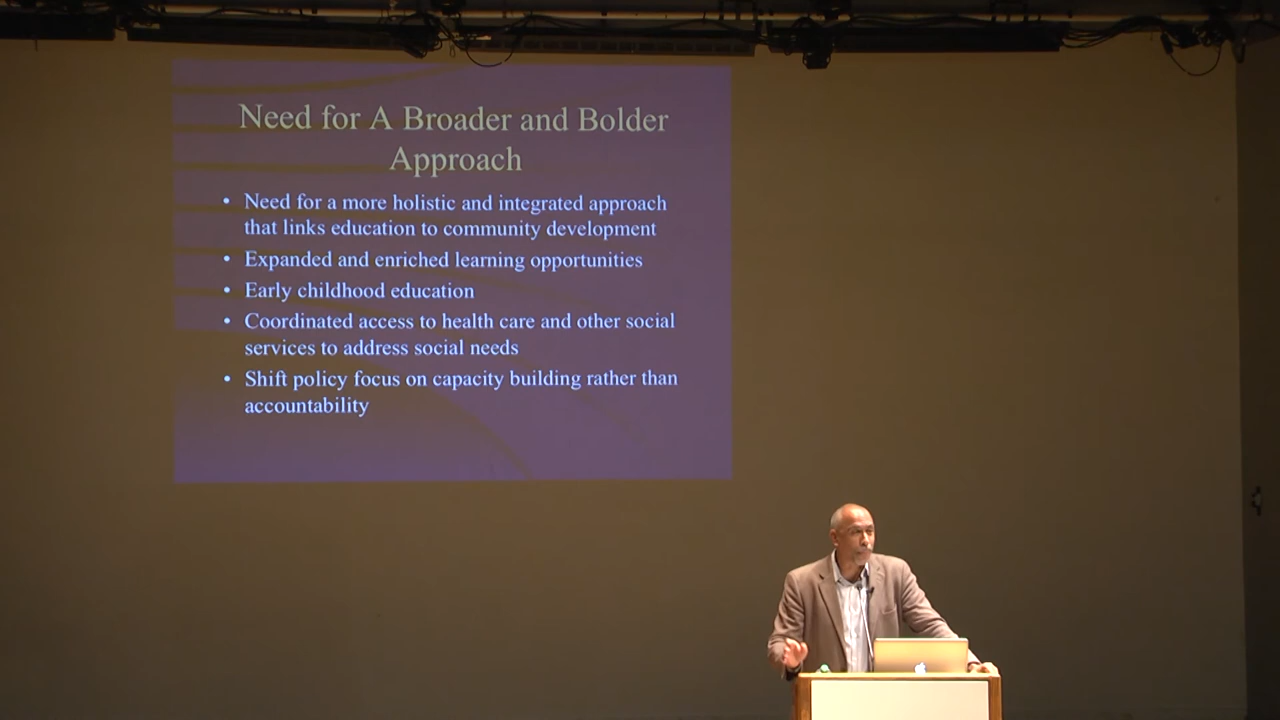 Need for A Broader and Bolder
Approach
• Need for a more holistic and integrated approach
that links education to community development
• Expanded and enriched learning opportunities
• Early childhood education
• Coordinated access to health care and other social
services to address social needs
• Shift policy focus on capacity building rather than
accountability